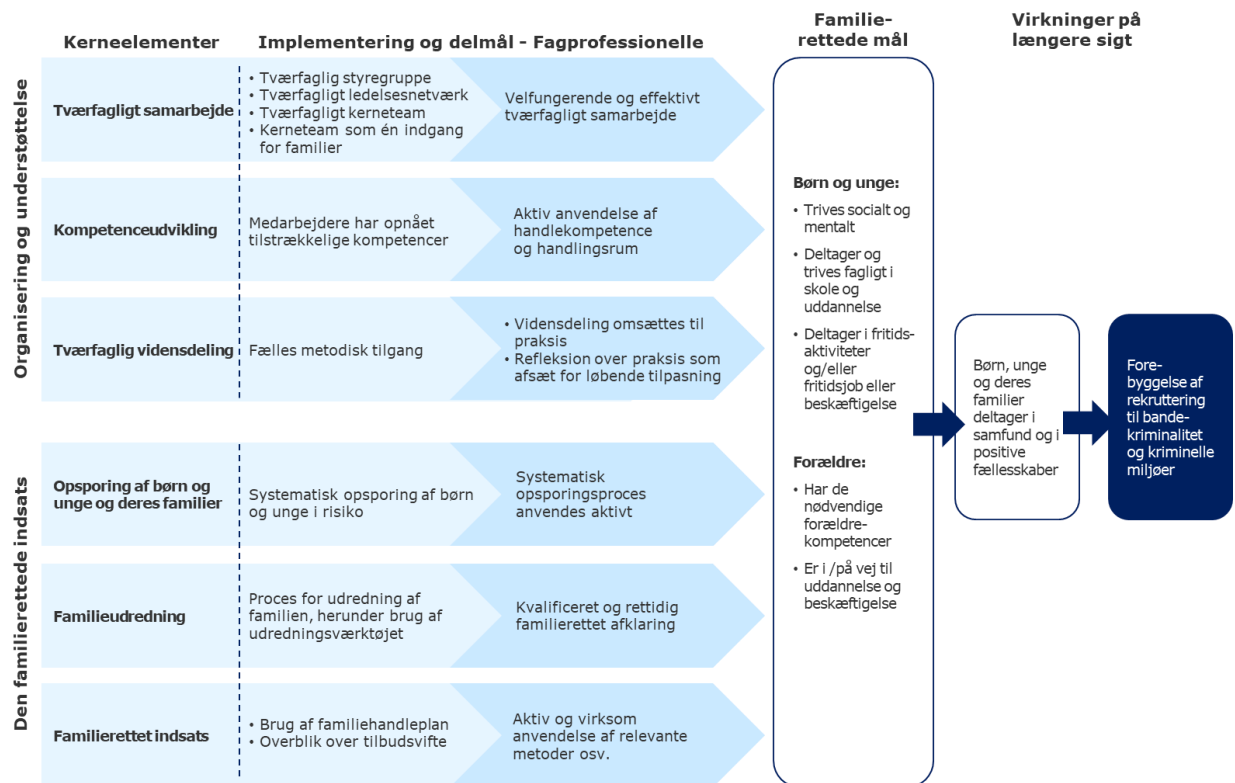 Kerneelementer
Implementering og delmål - Fagprofessionelle
Familie-
rettede mål
Virkninger på
længere sigt
Organisering og understøttelse
Tværfagligt samarbejde
• Tværfaglig styregruppe
• Tværfagligt ledelsesnetværk
• Tværfagligt kerneteam
• Kerneteam som én indgang
for familier
Velfungerende og effektivt
tværfagligt samarbejde
Kompetenceudvikling
Medarbejdere har opnået
tilstrækkelige kompetencer
Aktiv anvendelse af
handlekompetence
og handlingsrum
Tværfaglig vidensdeling
Fælles metodisk tilgang
• Vidensdeling omsættes til
praksis
• Refleksion over praksis som
afsæt for løbende tilpasning
Den familierettede indsats
Opsporing af børn og
unge og deres familier
Systematisk opsporing af børn
og unge i risiko
Systematisk
opsporingsproces
anvendes aktivt
Familieudredning
Proces for udredning af
familien, herunder brug af
udredningsværktøjet
Kvalificeret og rettidig
familierettet afklaring
Familierettet indsats
• Brug af familiehandleplan
• Overblik over tilbudsvifte
Aktiv og virksom
anvendelse af relevante
metoder osv.
Børn og unge:
• Trives socialt og
mentalt
• Deltager og
trives fagligt i
skole og
uddannelse
• Deltager i fritids-
aktiviteter
og/eller
fritidsjob eller
beskæftigelse
Forældre:
• Har de
nødvendige
forældre-
kompetencer
• Er i /på vej til
uddannelse og
beskæftigelse
Børn, unge
og deres
familier
deltager i
samfund og i
positive
fællesskaber
Fore-
byggelse af
rekruttering
til bande-
kriminalitet
og kriminelle
miljøer